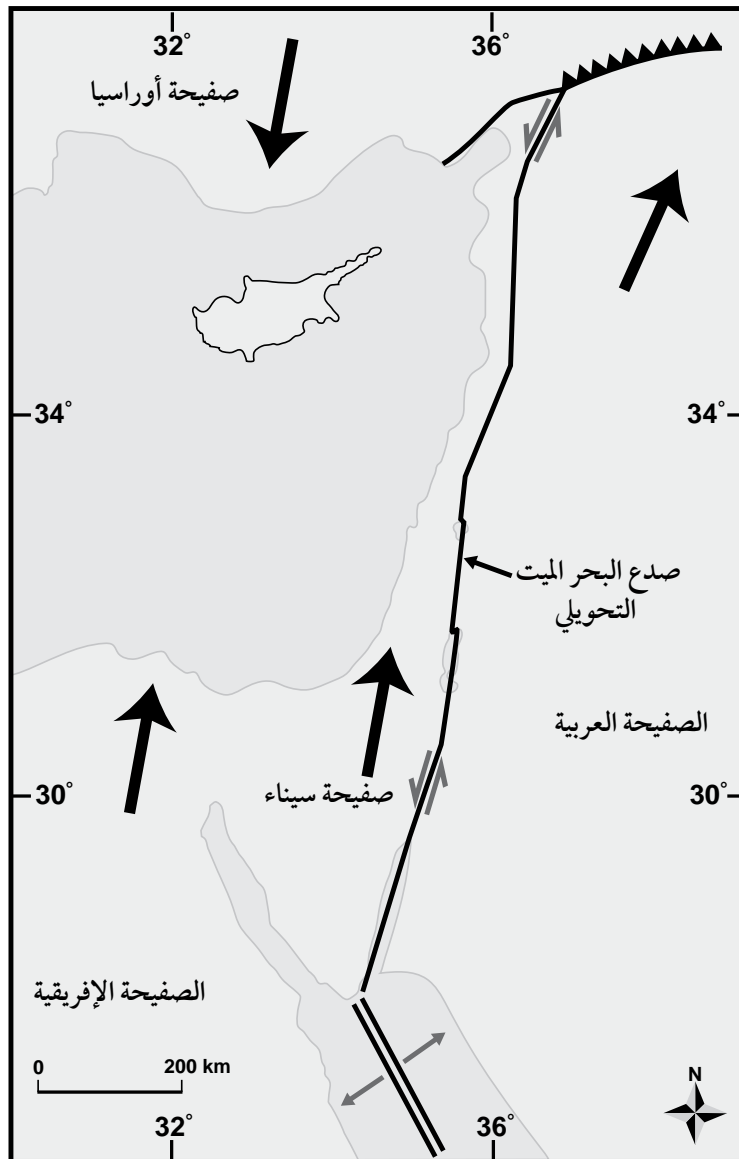 32°
36°
صفيحة أوراسيا
34°
34°
صدع البحر الميت
التحويلي
الصفيحة العربية
صفيحة سيناء
30°
30°
الصفيحة الإفريقية
0
200 km
N
32°
36°